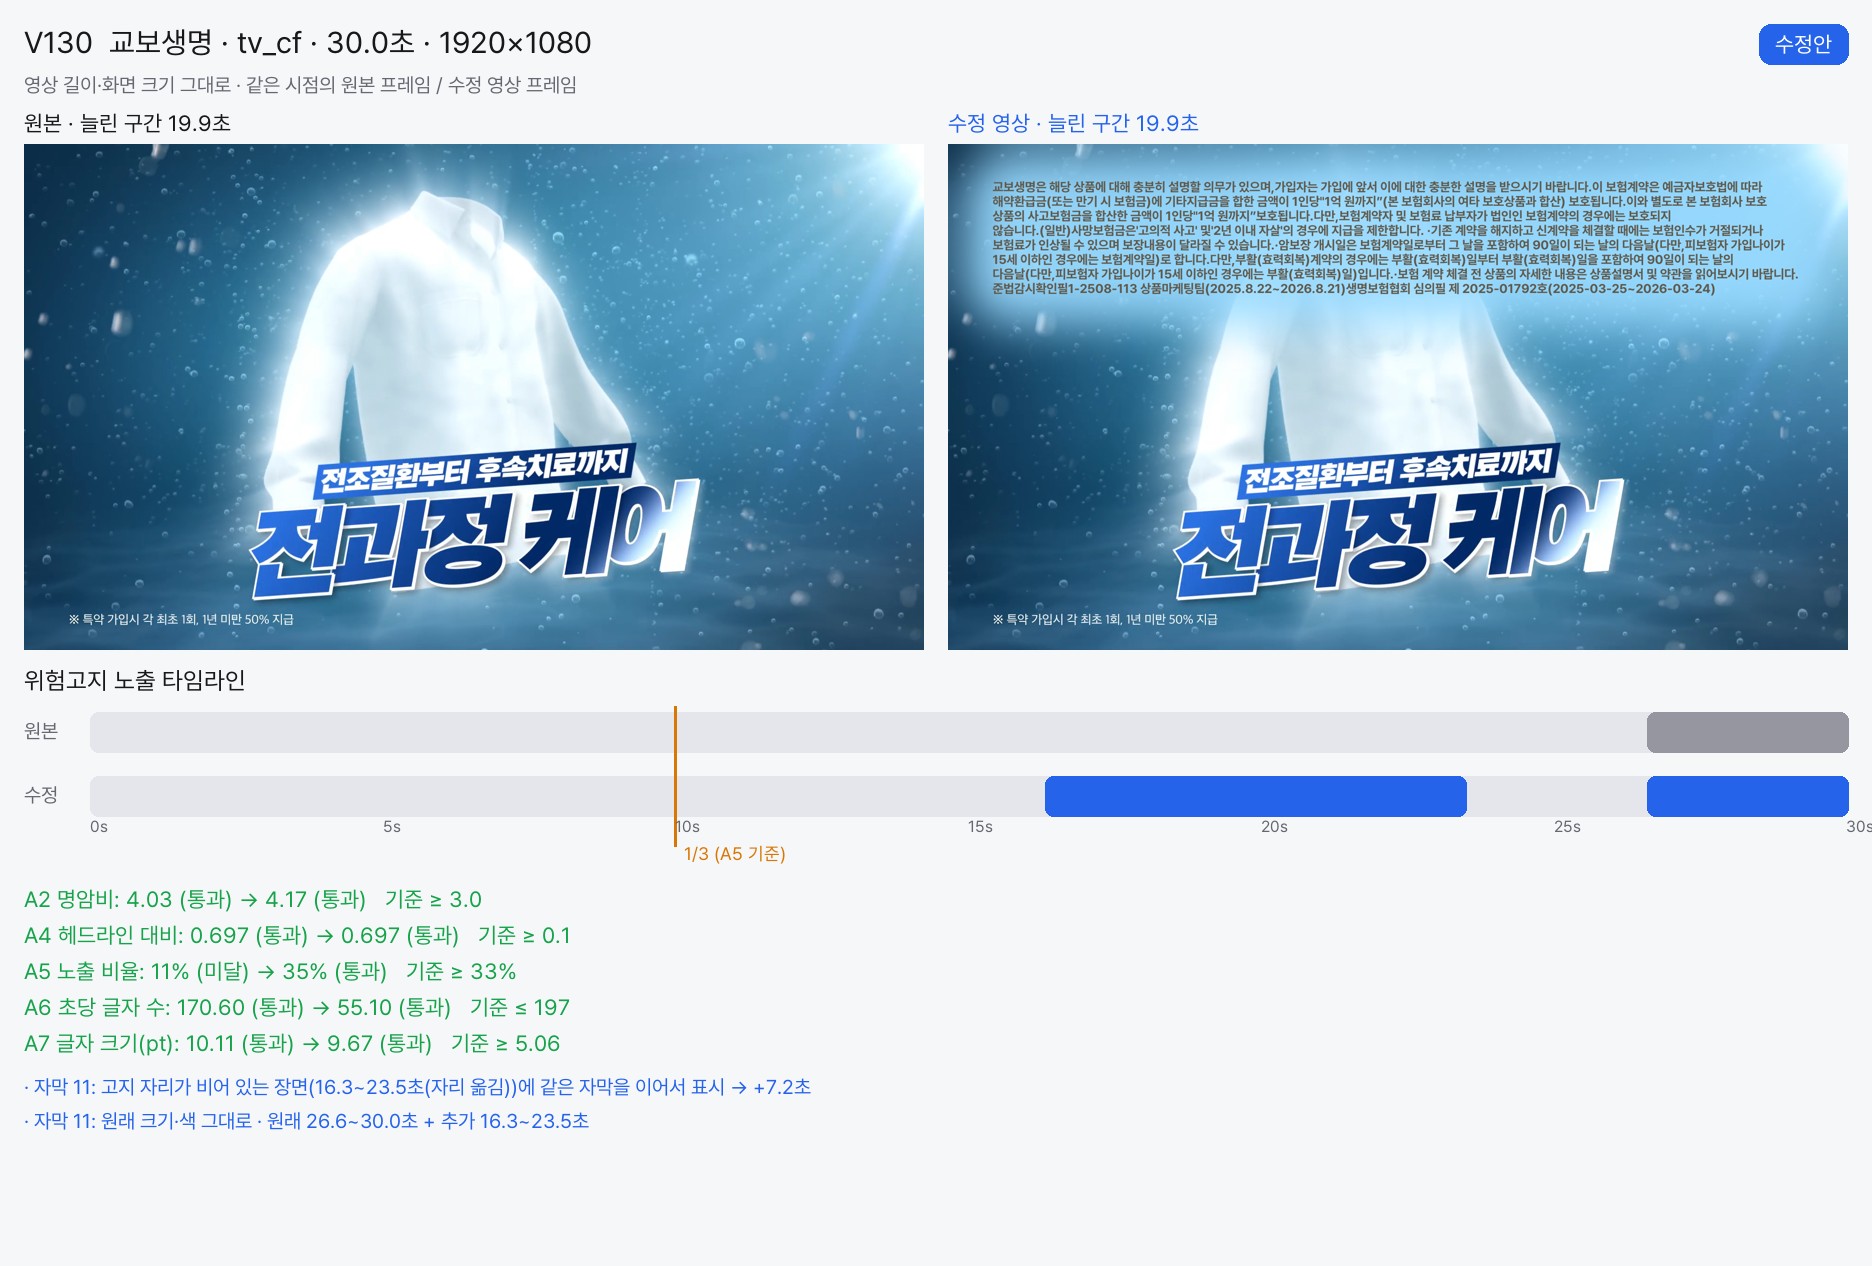 V130 교보생명 · tv_cf · 30.0초 · 1920×1080
수정안
영상 길이·화면 크기 그대로 · 같은 시점의 원본 프레임 / 수정 영상 프레임
원본 · 늘린 구간 19.9초
수정 영상 · 늘린 구간 19.9초
전조질환부터 후속치료까지
전과정 케어
※ 특약 가입시 각 최초 1회, 1년 미만 50% 지급
교보생명은 해당 상품에 대해 충분히 설명할 의무가 있으며,가입자는 가입에 앞서 이에 대한 충분한 설명을 받으시기 바랍니다.이 보험계약은 예금자보호법에 따라
해약환급금(또는 만기 시 보험금)에 기타지급금을 합한 금액이 1인당"1억 원까지"(본 보험회사의 여타 보호상품과 합산) 보호됩니다.이와 별도로 본 보험회사 보호
상품의 사고보험금을 합산한 금액이 1인당"1억 원까지"보호됩니다.다만,보험계약자 및 보험료 납부자가 법인인 보험계약의 경우에는 보호되지
않습니다.(일반)사망보험금은'고의적 사고' 및'2년 이내 자살'의 경우에 지급을 제한합니다. ·기존 계약을 해지하고 신계약을 체결할 때에는 보험인수가 거절되거나
보험료가 인상될 수 있으며 보장내용이 달라질 수 있습니다.·암보장 개시일은 보험계약일로부터 그 날을 포함하여 90일이 되는 날의 다음날(다만,피보험자 가입나이가
15세 이하인 경우에는 보험계약일)로 합니다.다만,부활(효력회복)계약의 경우에는 부활(효력회복)일부터 부활(효력회복)일을 포함하여 90일이 되는 날의
다음날(다만,피보험자 가입나이가 15세 이하인 경우에는 부활(효력회복)일)입니다.·보험 계약 체결 전 상품의 자세한 내용은 상품설명서 및 약관을 읽어보시기 바랍니다.
준법감시확인필1-2508-113 상품마케팅팀(2025.8.22~2026.8.21)생명보험협회 심의필 제 2025-01792호(2025-03-25~2026-03-24)
전조질환부터 후속치료까지
전과정 케어
※ 특약 가입시 각 최초 1회, 1년 미만 50% 지급
위험고지 노출 타임라인
원본
수정
0s 5s 10s 15s 20s 25s 30s
1/3 (A5 기준)
A2 명암비: 4.03 (통과) → 4.17 (통과) 기준 ≥ 3.0
A4 헤드라인 대비: 0.697 (통과) → 0.697 (통과) 기준 ≥ 0.1
A5 노출 비율: 11% (미달) → 35% (통과) 기준 ≥ 33%
A6 초당 글자 수: 170.60 (통과) → 55.10 (통과) 기준 ≤ 197
A7 글자 크기(pt): 10.11 (통과) → 9.67 (통과) 기준 ≥ 5.06
· 자막 11: 고지 자리가 비어 있는 장면(16.3~23.5초(자리 옮김))에 같은 자막을 이어서 표시 → +7.2초
· 자막 11: 원래 크기·색 그대로 · 원래 26.6~30.0초 + 추가 16.3~23.5초